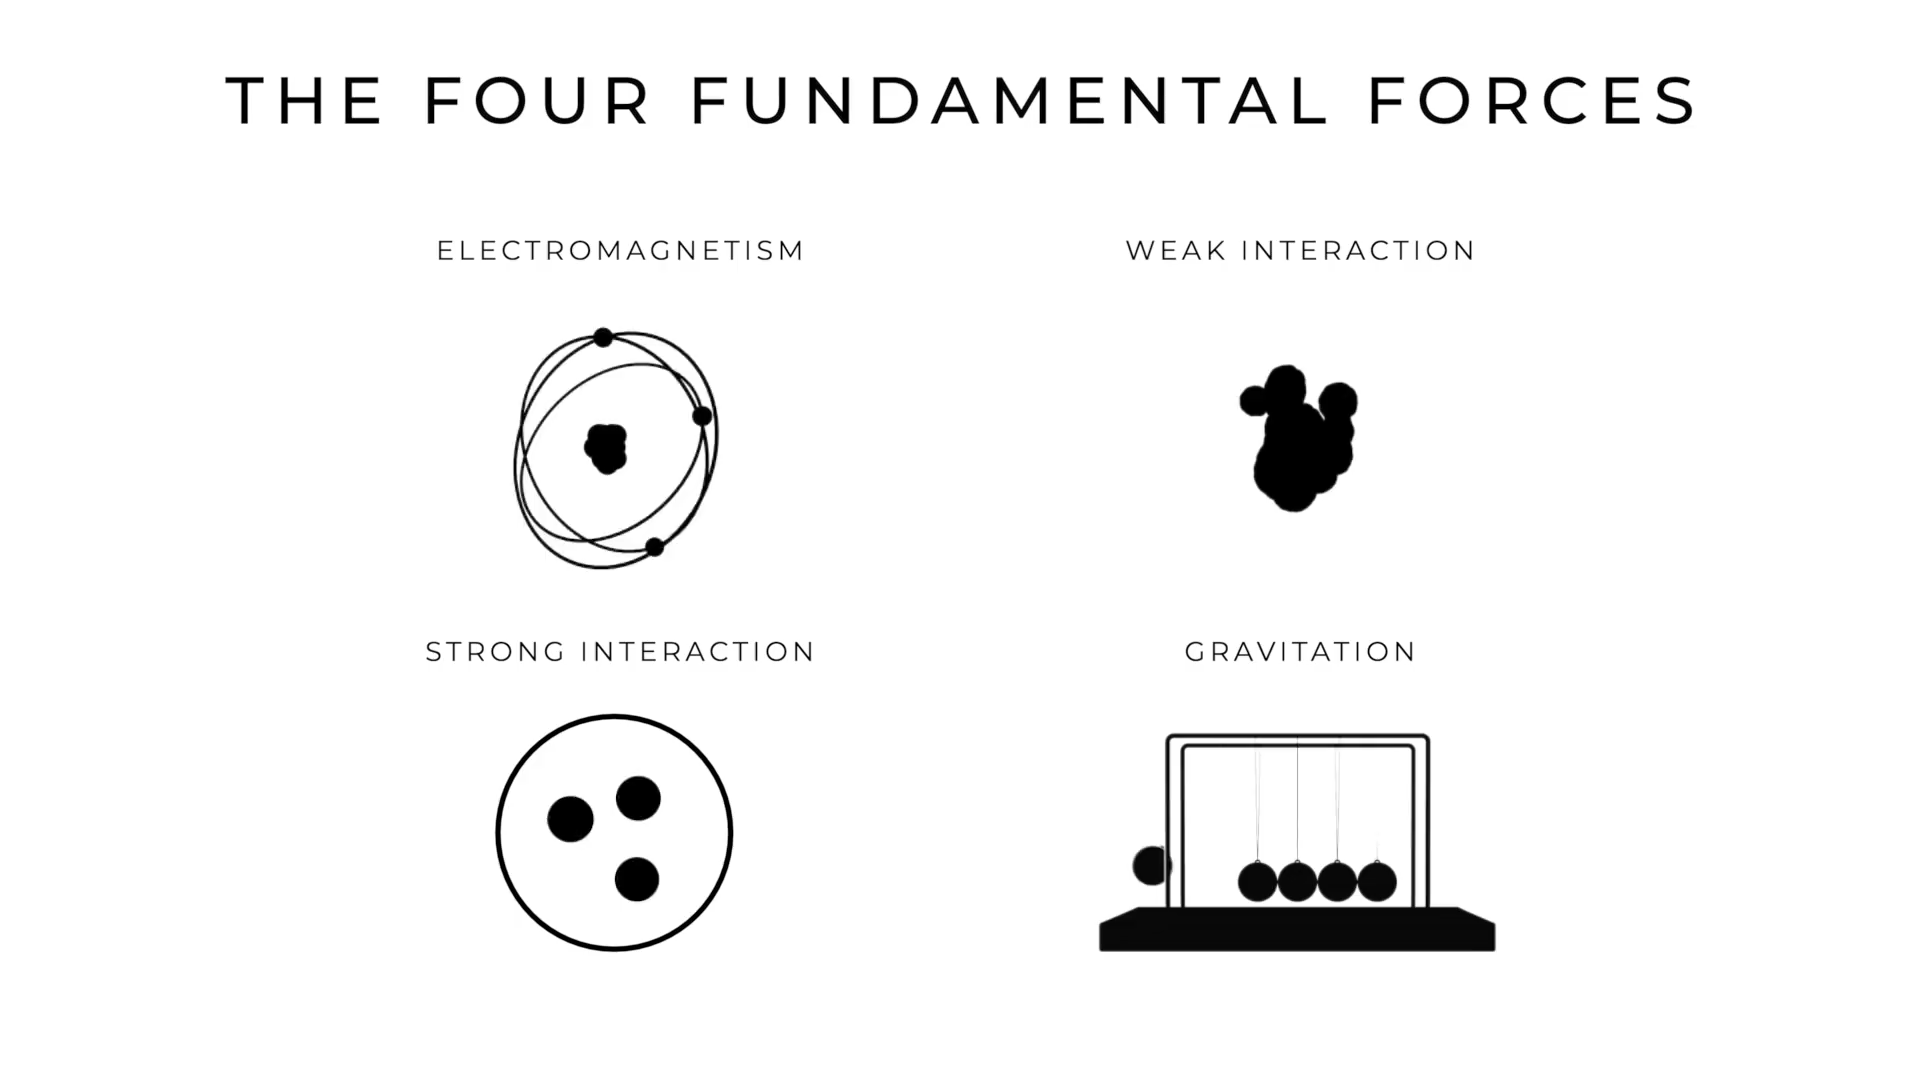 THE FOUR FUNDAMENTAL FORCES
ELECTROMAGNETISM
WEAK INTERACTION
STRONG INTERACTION
GRAVITATION